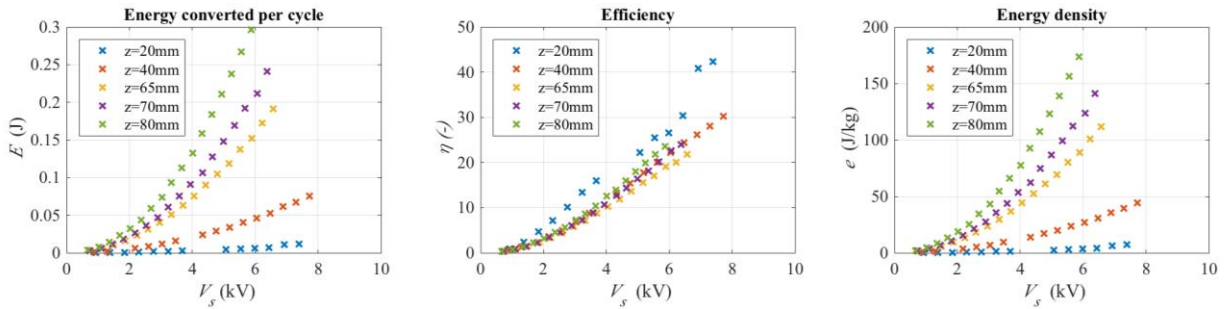 Energy converted per cycle
0.3
0.25
0.2
0.15
0.1
0.05
0
E (J)
z=20mm
z=40mm
z=65mm
z=70mm
z=80mm
0 2 4 6 8 10
V_s (kV)
Efficiency
50
40
30
20
10
0
η (-)
z=20mm
z=40mm
z=65mm
z=70mm
z=80mm
0 2 4 6 8 10
V_s (kV)
Energy density
200
150
100
50
0
e (J/kg)
z=20mm
z=40mm
z=65mm
z=70mm
z=80mm
0 2 4 6 8 10
V_s (kV)